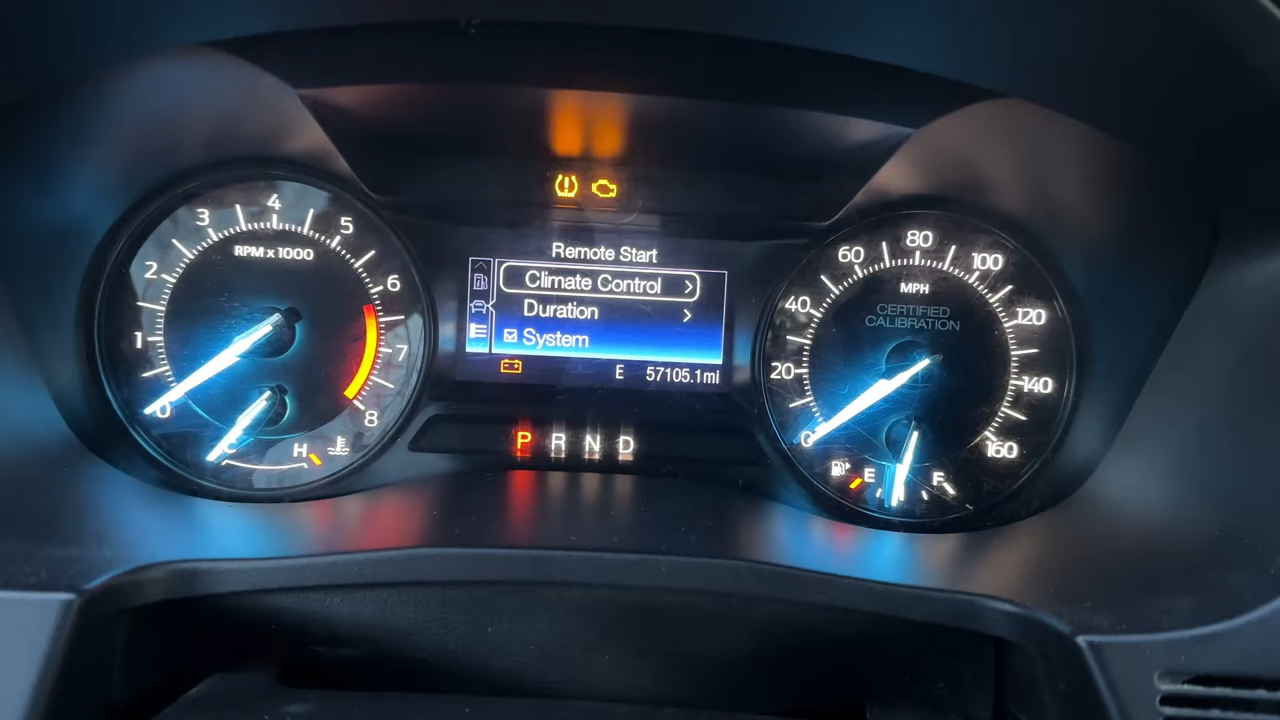 0
1
2
3
4
5
6
7
8
RPM x 1000
H
Remote Start
Climate Control
Duration
System
E 57105.1mi
P R N D
0
20
40
60
80
100
120
140
160
MPH
CERTIFIED
CALIBRATION
E F